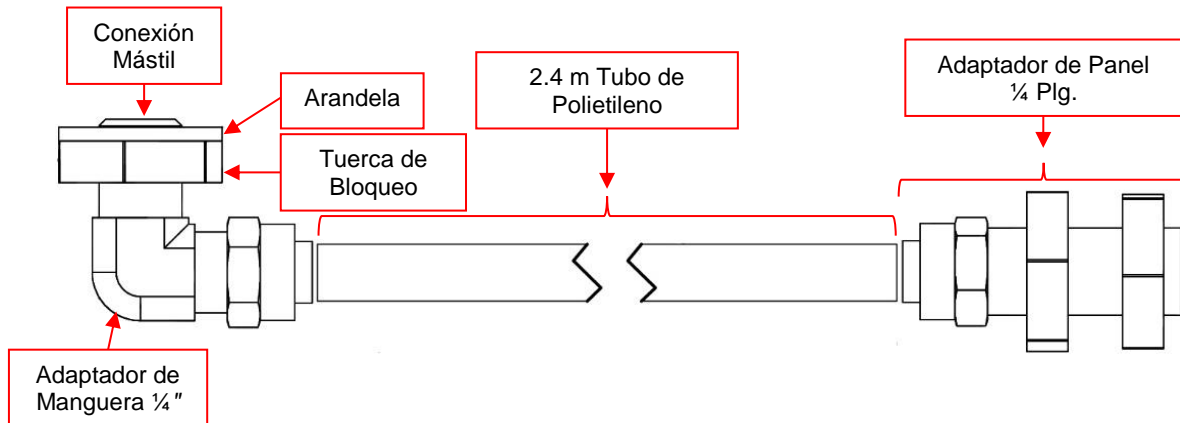 Conexión
Mástil
Arandela
Tuerca de
Bloqueo
2.4 m Tubo de
Polietileno
Adaptador de Panel
¼ Plg.
Adaptador de
Manguera ¼ "